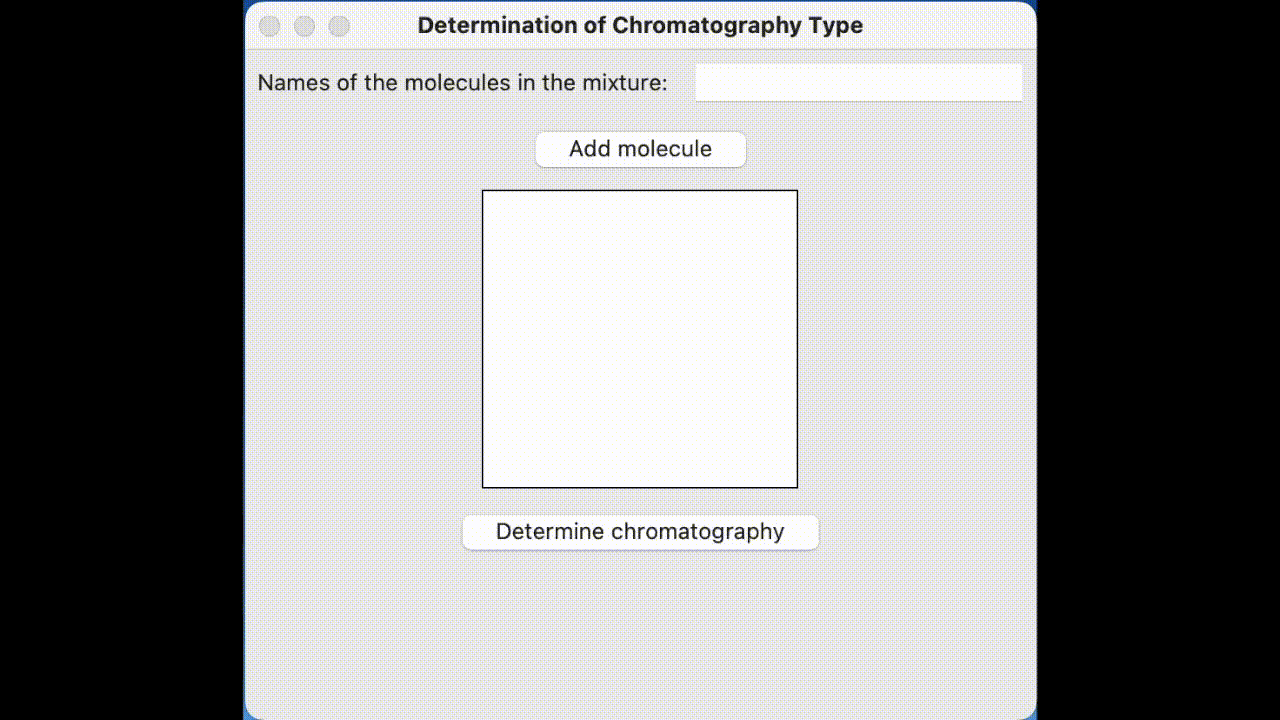 Determination of Chromatography Type
Names of the molecules in the mixture:
Add molecule
Determine chromatography